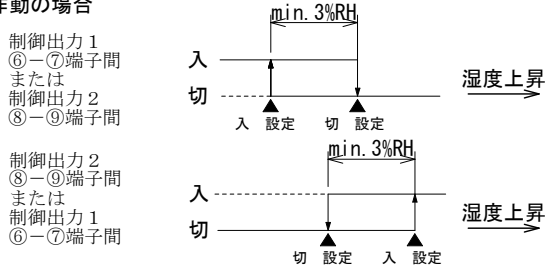 作動の場合
制御出力1
⑥-⑦端子間
または
制御出力2
⑧-⑨端子間
min. 3%RH
入
切
入 設定
切 設定
湿度上昇
制御出力2
⑧-⑨端子間
または
制御出力1
⑥-⑦端子間
min. 3%RH
入
切
切 設定
入 設定
湿度上昇